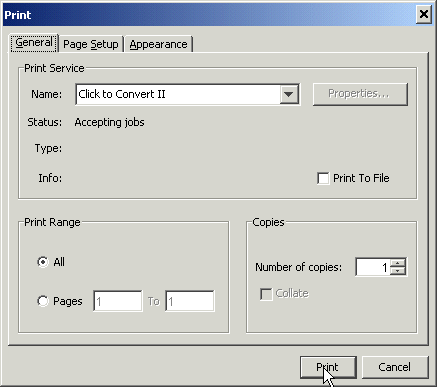 Print
General Page Setup Appearance
Print Service
Name: Click to Convert II Properties...
Status: Accepting jobs
Type:
Info: Print To File
Print Range Copies
All Number of copies: 1
Pages 1 To 1 Collate
Print Cancel